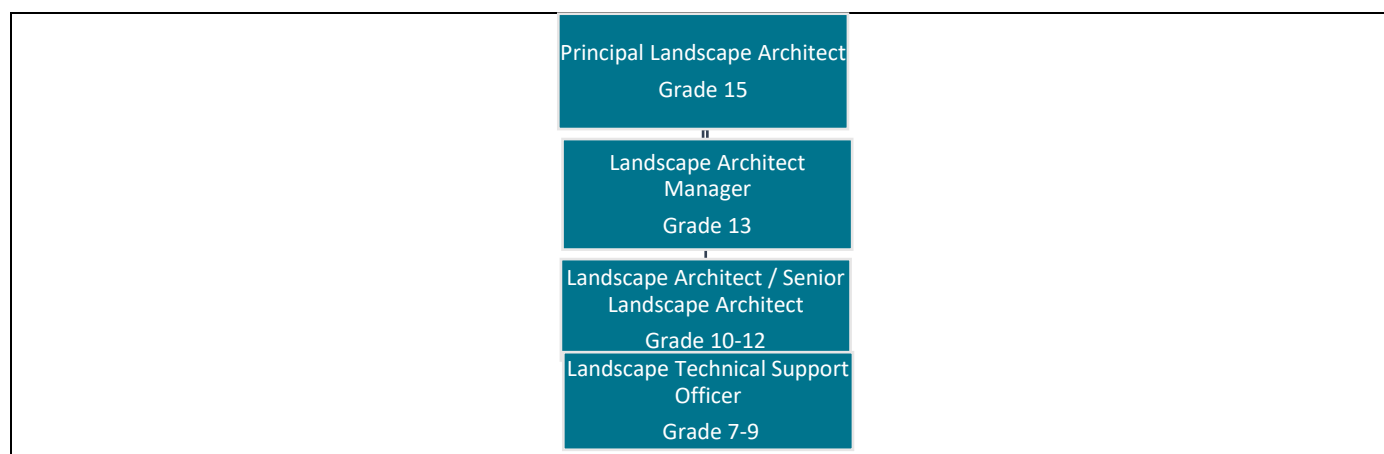 Principal Landscape Architect
Grade 15
Landscape Architect
Manager
Grade 13
Landscape Architect / Senior
Landscape Architect
Grade 10-12
Landscape Technical Support
Officer
Grade 7-9